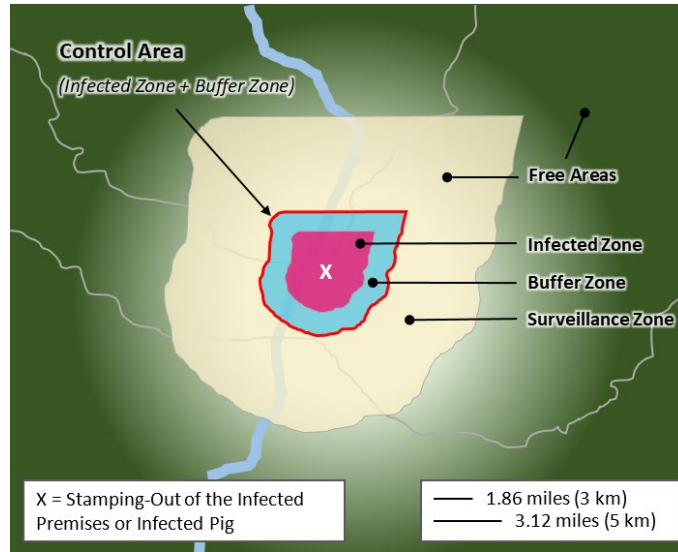 Control Area
(Infected Zone + Buffer Zone)
Free Areas
Infected Zone
X
Buffer Zone
Surveillance Zone
X = Stamping-Out of the Infected
Premises or Infected Pig
1.86 miles (3 km)
3.12 miles (5 km)